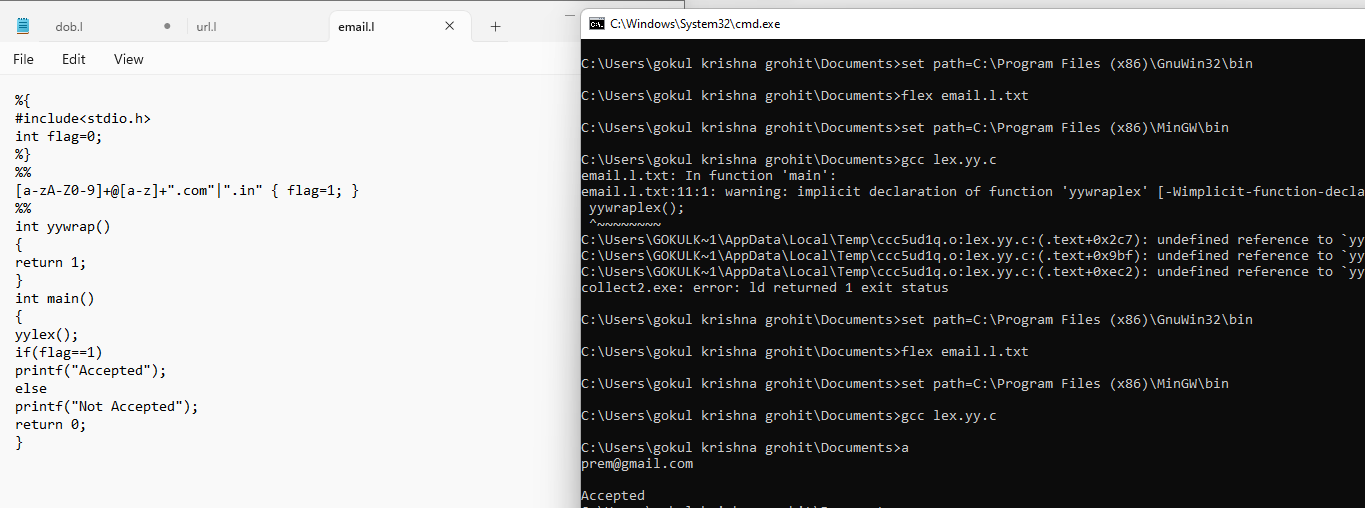 dob.l
url.l
email.l
File Edit View
%{
#include<stdio.h>
int flag=0;
%}
%%
[a-zA-Z0-9]+@[a-z]+".com"|".in" { flag=1; }
%%
int yywrap()
{
return 1;
}
int main()
{
yylex();
if(flag==1)
printf("Accepted");
else
printf("Not Accepted");
return 0;
}
C:\Windows\System32\cmd.exe
C:\Users\gokul krishna grohit\Documents>set path=C:\Program Files (x86)\GnuWin32\bin
C:\Users\gokul krishna grohit\Documents>flex email.l.txt
C:\Users\gokul krishna grohit\Documents>set path=C:\Program Files (x86)\MinGW\bin
C:\Users\gokul krishna grohit\Documents>gcc lex.yy.c
email.l.txt: In function 'main':
email.l.txt:11:1: warning: implicit declaration of function 'yywraplex' [-Wimplicit-function-decla
yywraplex();
^~~~~~~~~
C:\Users\GOKULK~1\AppData\Local\Temp\ccc5ud1q.o:lex.yy.c:(.text+0x2c7): undefined reference to `yy
C:\Users\GOKULK~1\AppData\Local\Temp\ccc5ud1q.o:lex.yy.c:(.text+0x9bf): undefined reference to `yy
C:\Users\GOKULK~1\AppData\Local\Temp\ccc5ud1q.o:lex.yy.c:(.text+0xec2): undefined reference to `yy
collect2.exe: error: ld returned 1 exit status
C:\Users\gokul krishna grohit\Documents>set path=C:\Program Files (x86)\GnuWin32\bin
C:\Users\gokul krishna grohit\Documents>flex email.l.txt
C:\Users\gokul krishna grohit\Documents>set path=C:\Program Files (x86)\MinGW\bin
C:\Users\gokul krishna grohit\Documents>gcc lex.yy.c
C:\Users\gokul krishna grohit\Documents>a
prem@gmail.com
Accepted